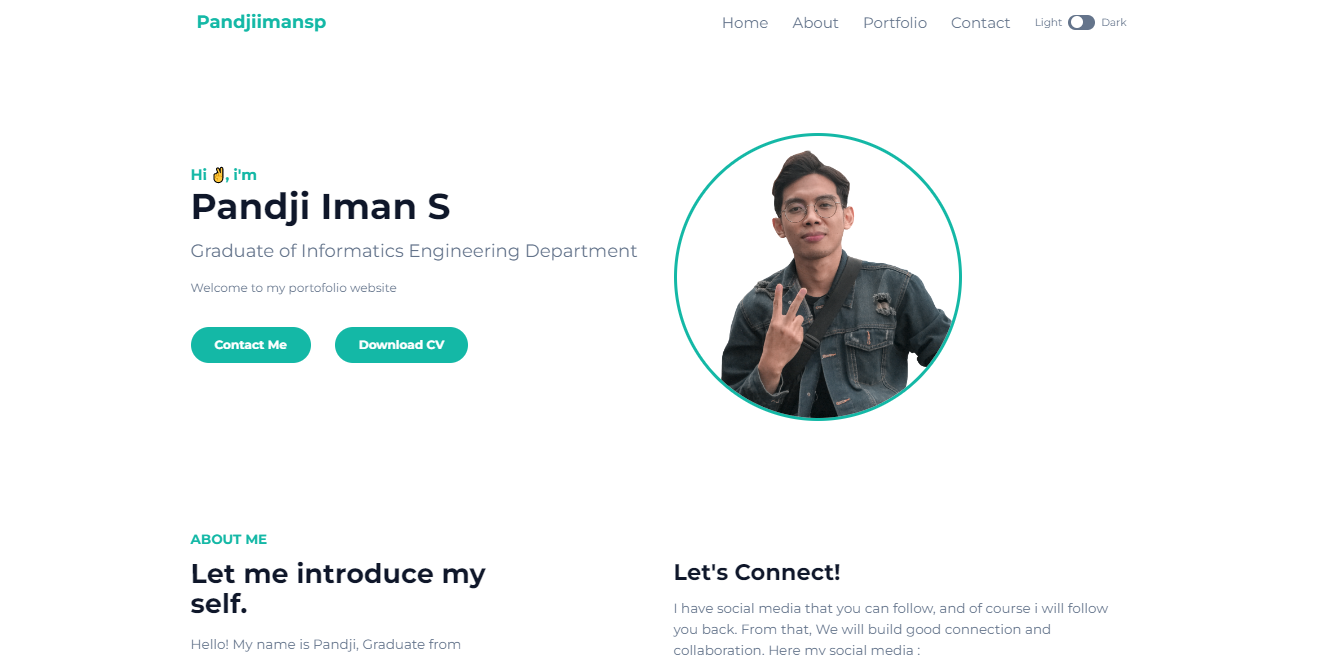 Pandjiimansp
Home About Portfolio Contact Light Dark
Hi ✌, i'm
Pandji Iman S
Graduate of Informatics Engineering Department
Welcome to my portofolio website
Contact Me Download CV
ABOUT ME
Let me introduce my
self.
Hello! My name is Pandji, Graduate from
Let's Connect!
I have social media that you can follow, and of course i will follow
you back. From that, We will build good connection and
collaboration. Here my social media :